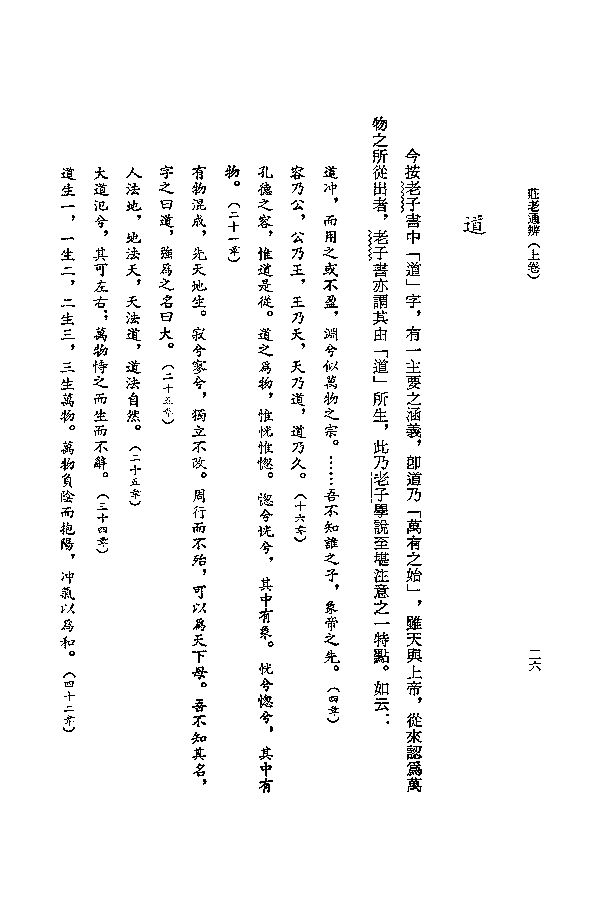 莊老通辨（上卷）
二六
道
今按老子書中「道」字，有一主要之涵義，卽道乃「萬有之始」，雖天與上帝，從來認爲萬
物之所從出者，老子書亦謂其由「道」所生，此乃老子學說至堪注意之一特點。如云：
道冲，而用之或不盈，淵兮似萬物之宗。……吾不知誰之子，象帝之先。（四章）
容乃公，公乃王，王乃天，天乃道，道乃久。（十六章）
孔德之容，惟道是從。道之爲物，惟恍惟惚。惚兮恍兮，其中有象。恍兮惚兮，其中有
物。（二十一章）
有物混成，先天地生。寂兮寥兮，獨立不改。周行而不殆，可以爲天下母。吾不知其名，
字之曰道，強爲之名曰大。（二十五章）
人法地，地法天，天法道，道法自然。（二十五章）
大道氾兮，其可左右；萬物恃之而生而不辭。（三十四章）
道生一，一生二，二生三，三生萬物。萬物負陰而抱陽，冲氣以爲和。（四十二章）